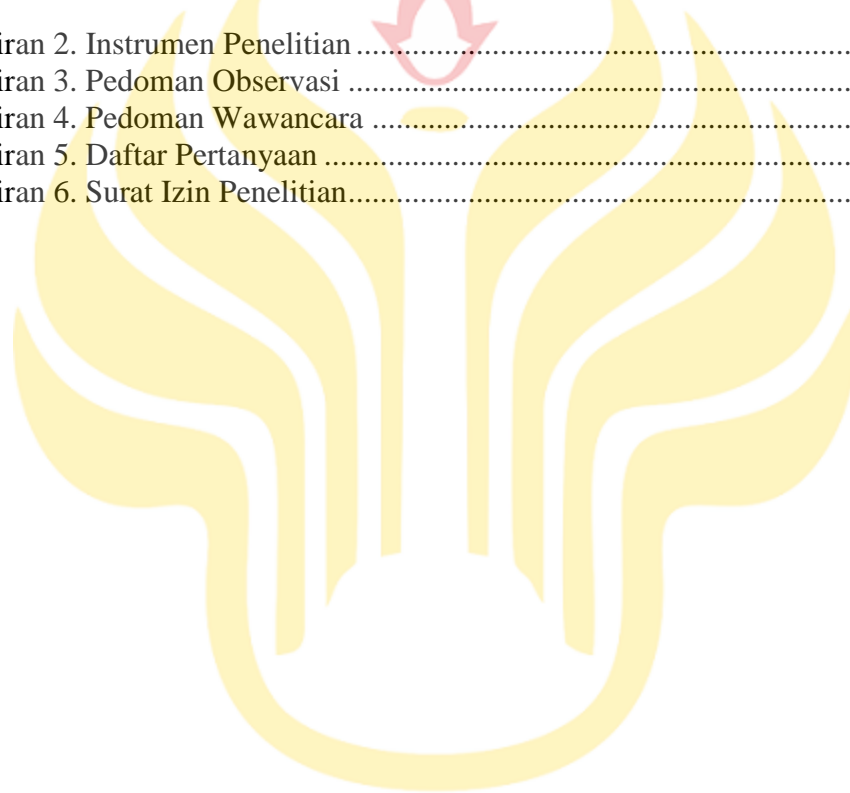 iran 2. Instrumen Penelitian ....................................................................
iran 3. Pedoman Observasi .....................................................................
iran 4. Pedoman Wawancara ..................................................................
iran 5. Daftar Pertanyaan ........................................................................
iran 6. Surat Izin Penelitian.....................................................................